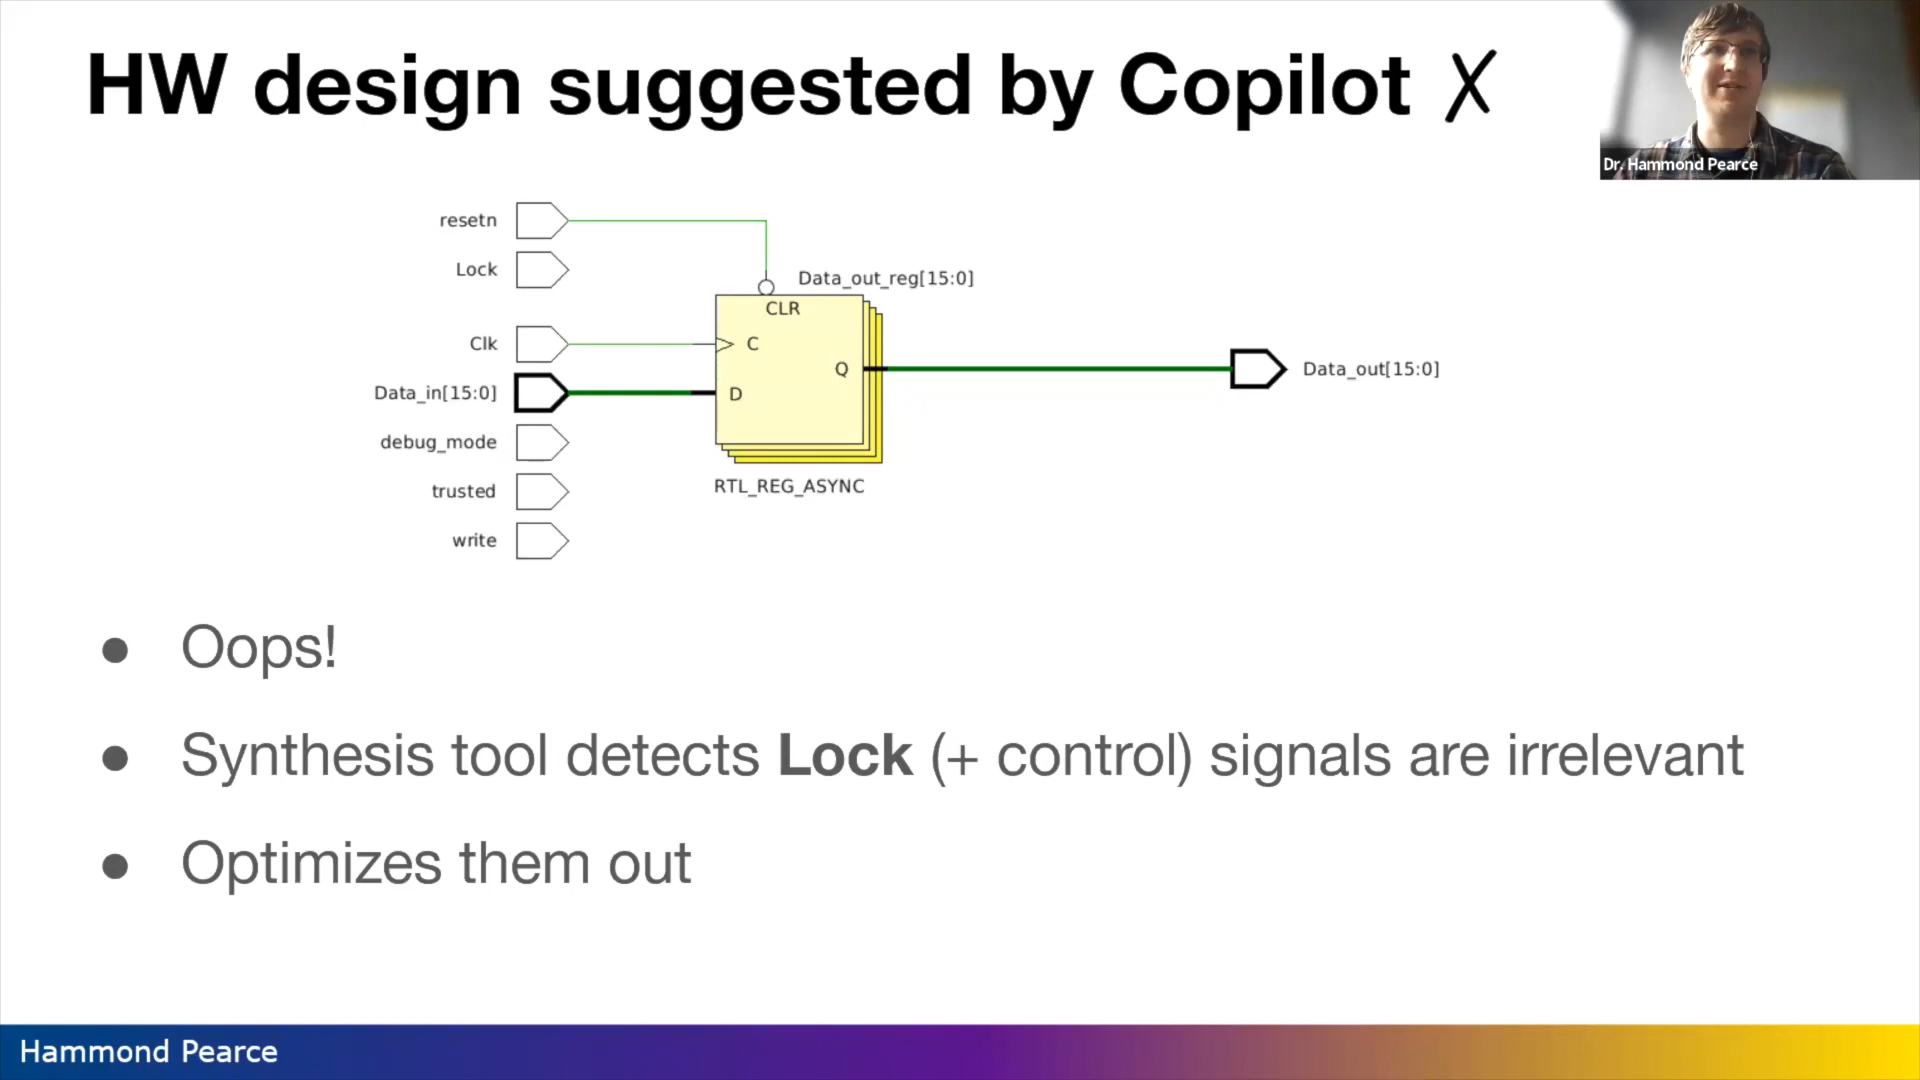 HW design suggested by Copilot ✗
Dr. Hammond Pearce
resetn
Lock
Data_out_reg[15:0]
CLR
Clk
C
Q
Data_out[15:0]
Data_in[15:0]
D
debug_mode
trusted
RTL_REG_ASYNC
write
● Oops!
● Synthesis tool detects Lock (+ control) signals are irrelevant
● Optimizes them out
Hammond Pearce